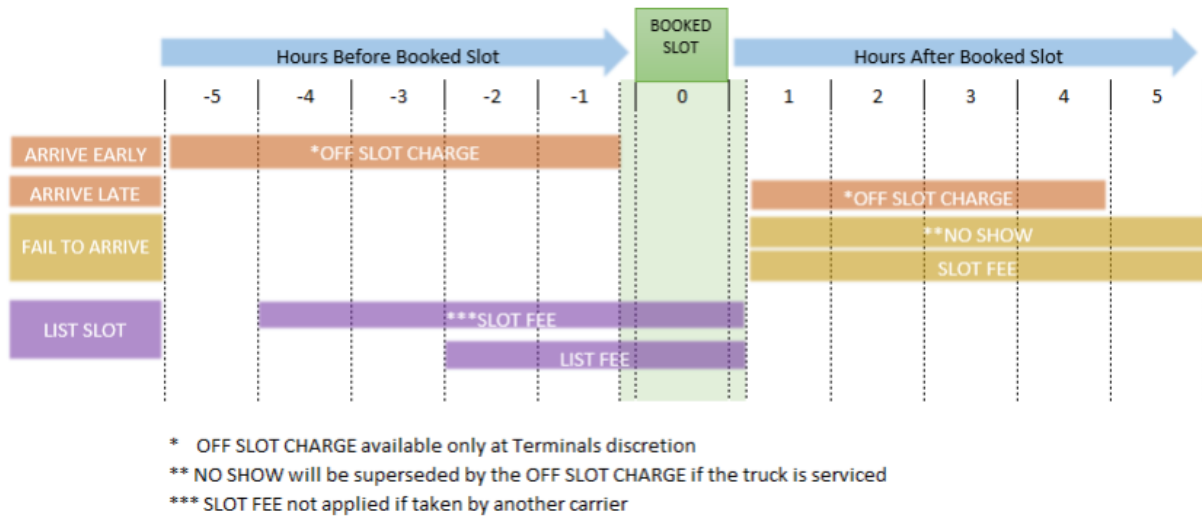 BOOKED
SLOT
Hours Before Booked Slot
Hours After Booked Slot
-5 -4 -3 -2 -1 0 1 2 3 4 5
ARRIVE EARLY
*OFF SLOT CHARGE
ARRIVE LATE
*OFF SLOT CHARGE
FAIL TO ARRIVE
**NO SHOW
SLOT FEE
LIST SLOT
***SLOT FEE
LIST FEE
* OFF SLOT CHARGE available only at Terminals discretion
** NO SHOW will be superseded by the OFF SLOT CHARGE if the truck is serviced
*** SLOT FEE not applied if taken by another carrier